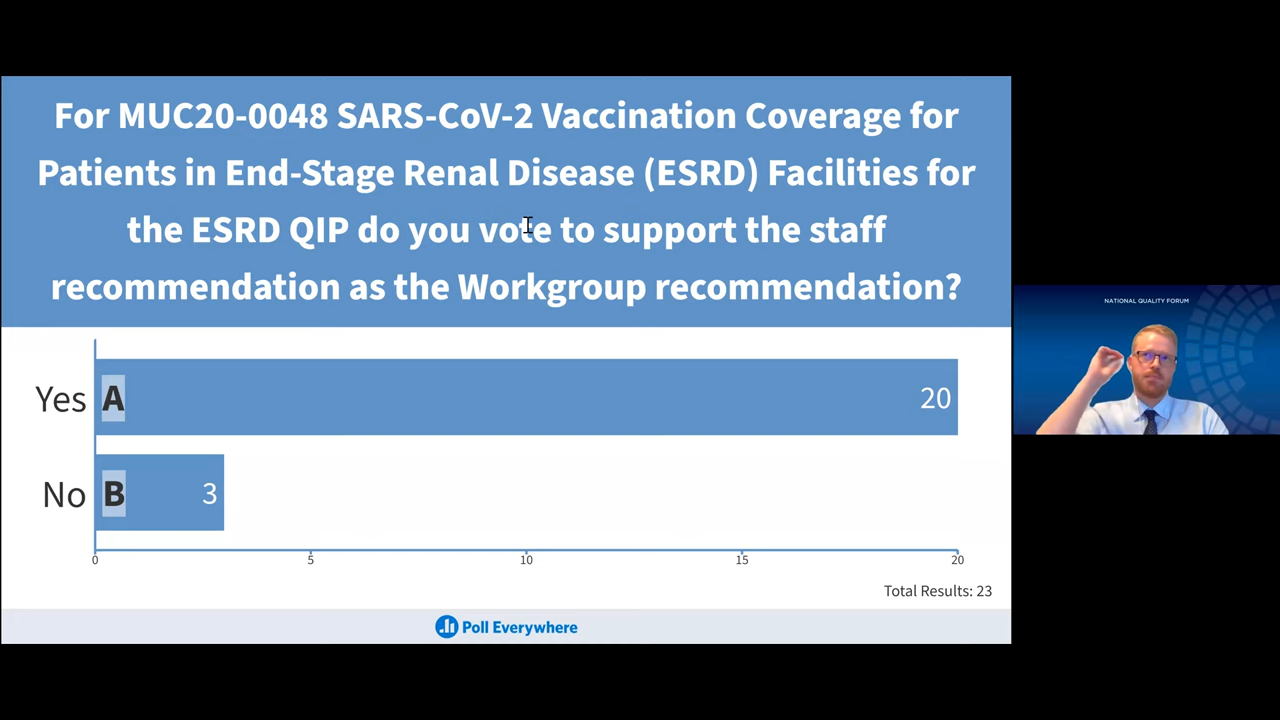 For MUC20-0048 SARS-CoV-2 Vaccination Coverage for
Patients in End-Stage Renal Disease (ESRD) Facilities for
the ESRD QIP do you vote to support the staff
recommendation as the Workgroup recommendation?
NATIONAL QUALITY FORUM
Yes A 20
No B 3
0 5 10 15 20
Total Results: 23
Poll Everywhere